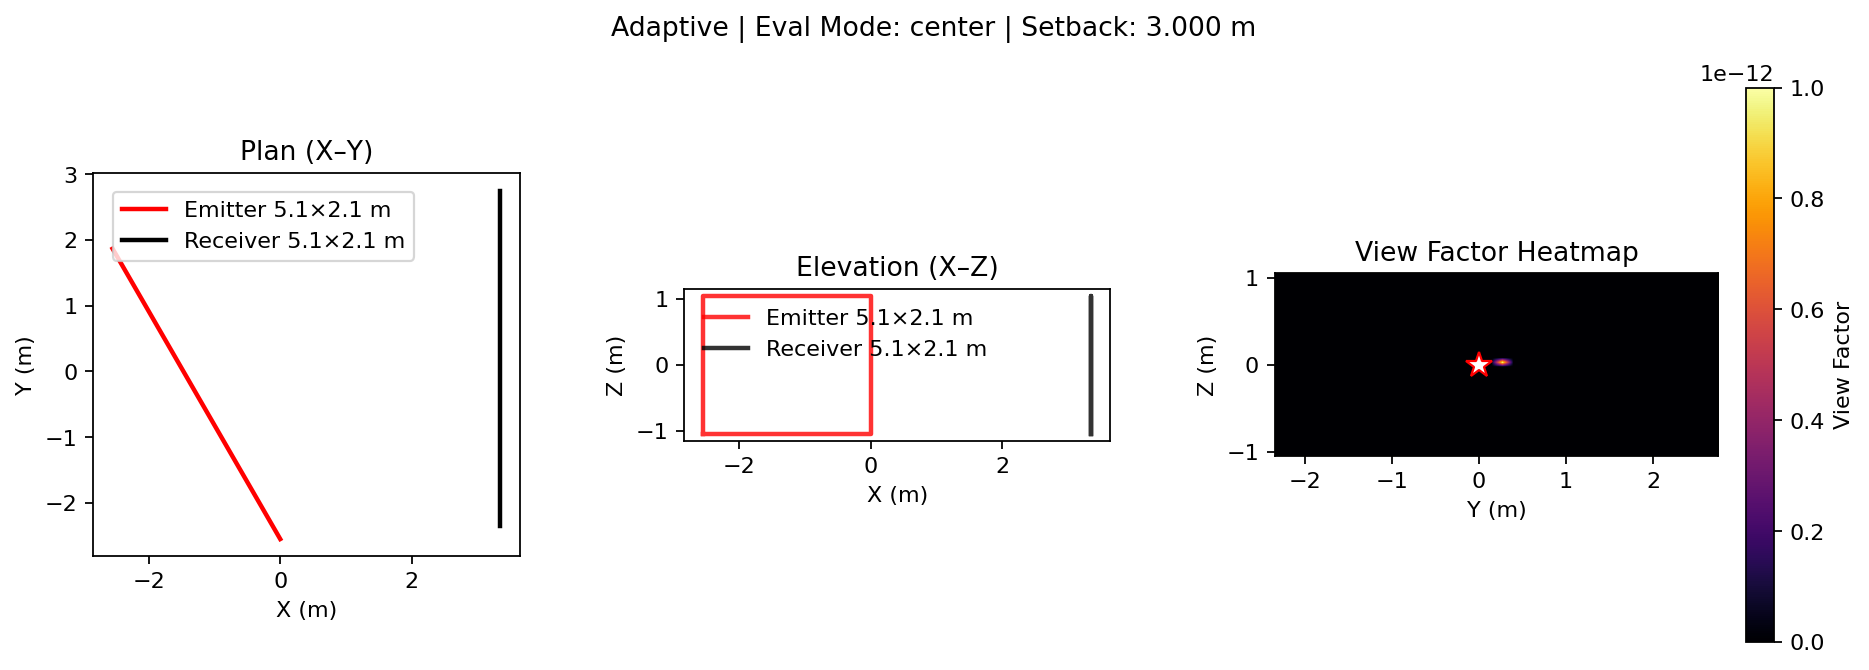 Adaptive | Eval Mode: center | Setback: 3.000 m
Plan (X–Y)
Emitter 5.1×2.1 m
Receiver 5.1×2.1 m
3
2
1
0
−1
−2
Y (m)
−2
0
2
X (m)
Elevation (X–Z)
Emitter 5.1×2.1 m
Receiver 5.1×2.1 m
1
0
−1
Z (m)
−2
0
2
X (m)
View Factor Heatmap
1
0
−1
Z (m)
−2
−1
0
1
2
Y (m)
1e−12
1.0
0.8
0.6
0.4
0.2
0.0
View Factor